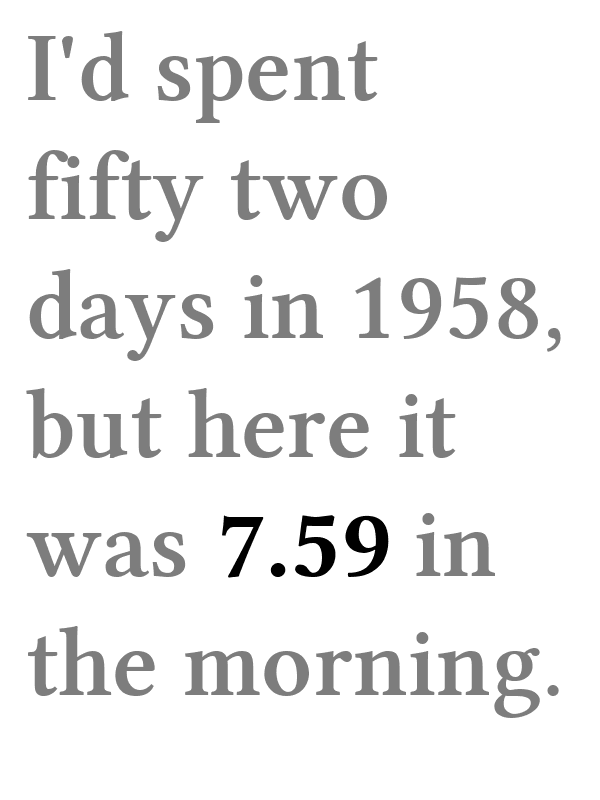 I'd spent
fifty two
days in 1958,
but here it
was 7.59 in
the morning.